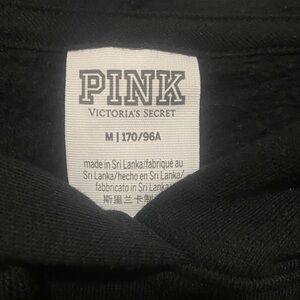 PINK
VICTORIA'S SECRET
M | 170/96A
made in Sri Lanka/fabriqué au
Sri Lanka/hecho en Sri Lanka/
fabbricato in Sri Lanka
斯里兰卡制